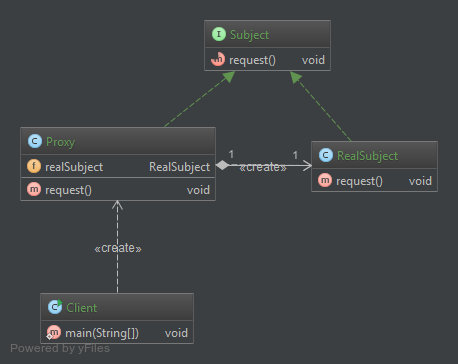 Subject
request() void
Proxy
realSubject RealSubject
request() void
1 «create» 1
RealSubject
request() void
«create»
Client
main(String[]) void
Powered by yFiles